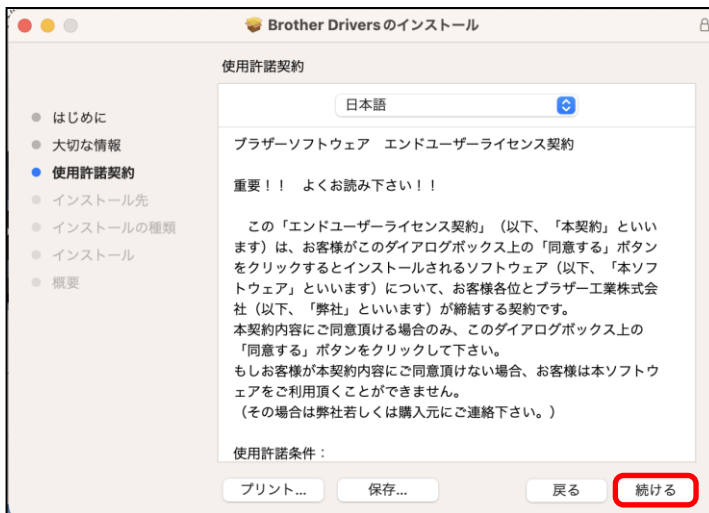 Brother Driversのインストール
使用許諾契約
はじめに
大切な情報
使用許諾契約
インストール先
インストールの種類
インストール
概要
日本語
ブラザーソフトウェア　エンドユーザーライセンス契約
重要！！　よくお読み下さい！！
この「エンドユーザーライセンス契約」（以下、「本契約」といい
ます）は、お客様がこのダイアログボックス上の「同意する」ボタン
をクリックするとインストールされるソフトウェア（以下、「本ソフ
トウェア」といいます）について、お客様各位とブラザー工業株式会
社（以下、「弊社」といいます）が締結する契約です。
本契約内容にご同意頂ける場合のみ、このダイアログボックス上の
「同意する」ボタンをクリックして下さい。
もしお客様が本契約内容にご同意頂けない場合、お客様は本ソフトウ
ェアをご利用頂くことができません。
（その場合は弊社若しくは購入元にご連絡下さい。）
使用許諾条件：
プリント...
保存...
戻る
続ける